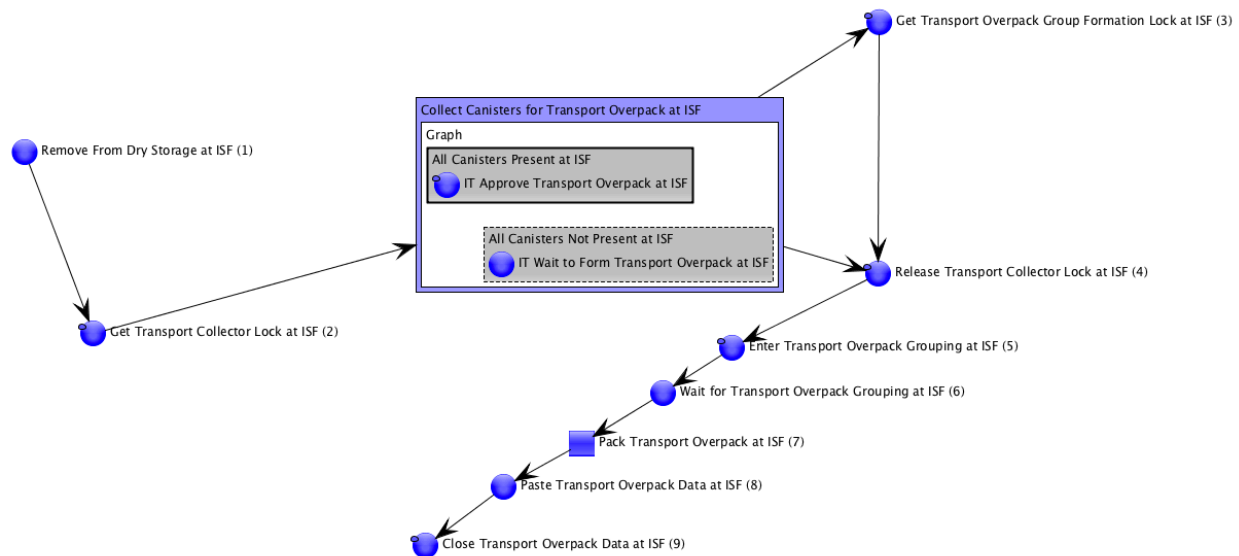 Get Transport Overpack Group Formation Lock at ISF (3)
Collect Canisters for Transport Overpack at ISF
Graph
Remove From Dry Storage at ISF (1)
All Canisters Present at ISF
IT Approve Transport Overpack at ISF
All Canisters Not Present at ISF
IT Wait to Form Transport Overpack at ISF
Release Transport Collector Lock at ISF (4)
Get Transport Collector Lock at ISF (2)
Enter Transport Overpack Grouping at ISF (5)
Wait for Transport Overpack Grouping at ISF (6)
Pack Transport Overpack at ISF (7)
Paste Transport Overpack Data at ISF (8)
Close Transport Overpack Data at ISF (9)